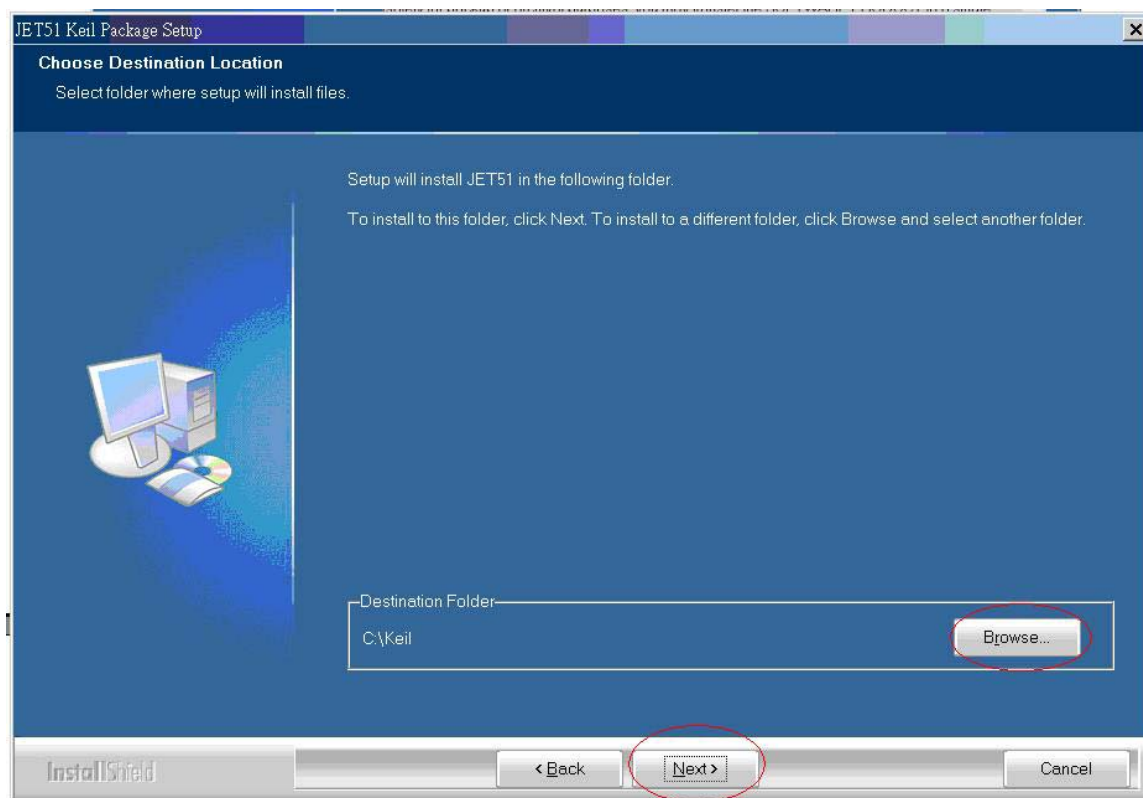 JET51 Keil Package Setup
Choose Destination Location
Select folder where setup will install files.
Setup will install JET51 in the following folder.
To install to this folder, click Next. To install to a different folder, click Browse and select another folder.
Destination Folder
C:\Keil
Browse...
InstallShield
< Back
Next >
Cancel